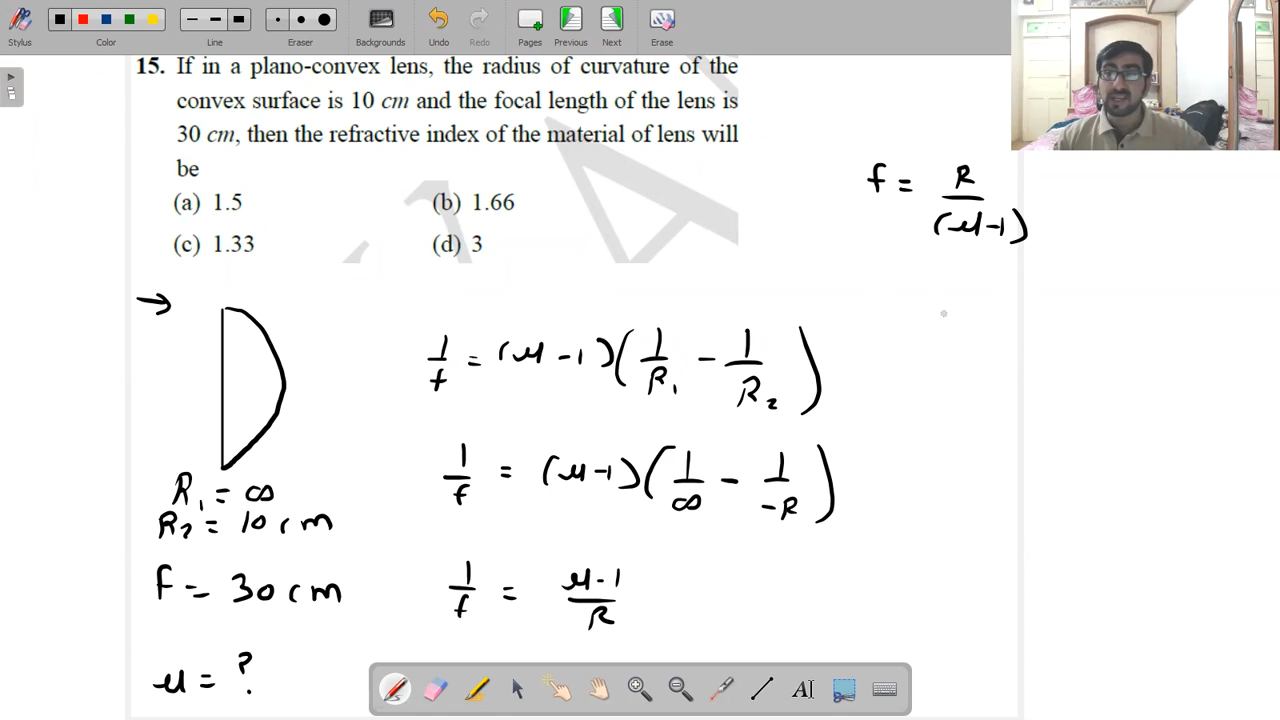 Stylus
Color
Line
Eraser
Backgrounds
Undo
Redo
Pages
Previous
Next
Erase
15. If in a plano-convex lens, the radius of curvature of the
convex surface is 10 cm and the focal length of the lens is
30 cm, then the refractive index of the material of lens will
be
(a) 1.5 (b) 1.66
(c) 1.33 (d) 3
f = R/(μ-1)
1/f = (μ-1)(1/R₁ - 1/R₂)
1/f = (μ-1)(1/∞ - 1/-R)
R₁ = ∞
R₂ = 10 cm
f = 30 cm
1/f = μ-1/R
μ = ?
AI